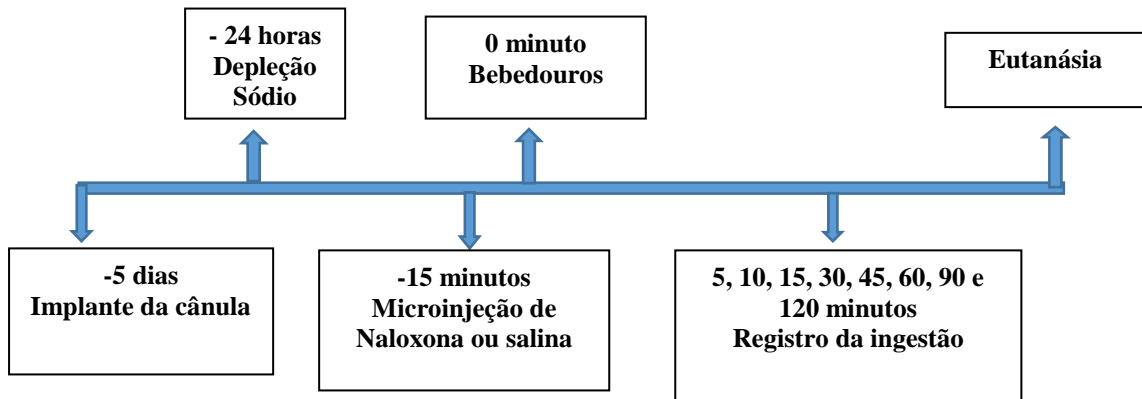 - 24 horas
Depleção
Sódio
0 minuto
Bebedouros
Eutanásia
-5 dias
Implante da cânula
-15 minutos
Microinjeção de
Naloxona ou salina
5, 10, 15, 30, 45, 60, 90 e
120 minutos
Registro da ingestão